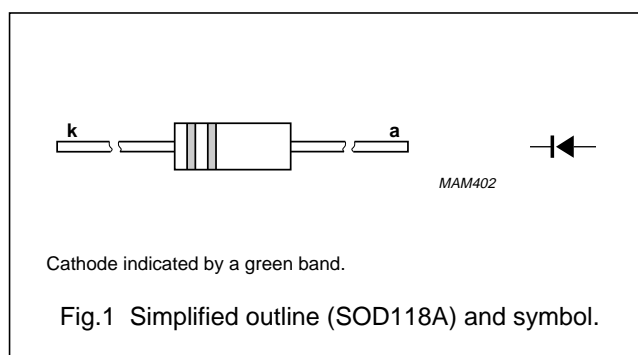 k a
MAM402
Cathode indicated by a green band.
Fig.1 Simplified outline (SOD118A) and symbol.